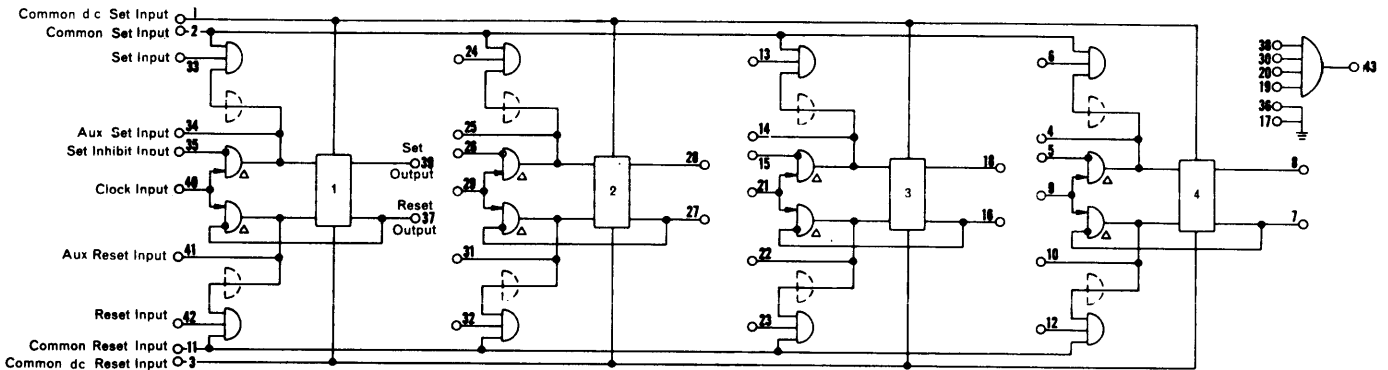 Common dc Set Input 1
Common Set Input 2
Set Input 33
Aux Set Input 34
Set Inhibit Input 35
Clock Input 40
Aux Reset Input 41
Reset Input 42
Common Reset Input 11
Common dc Reset Input 3
1
Set
39
Output
Reset
37
Output
24
25
26
29
31
32
2
28
27
13
14
15
21
22
23
3
18
16
6
4
5
9
10
12
4
8
7
38
30
20
19
36
17
43